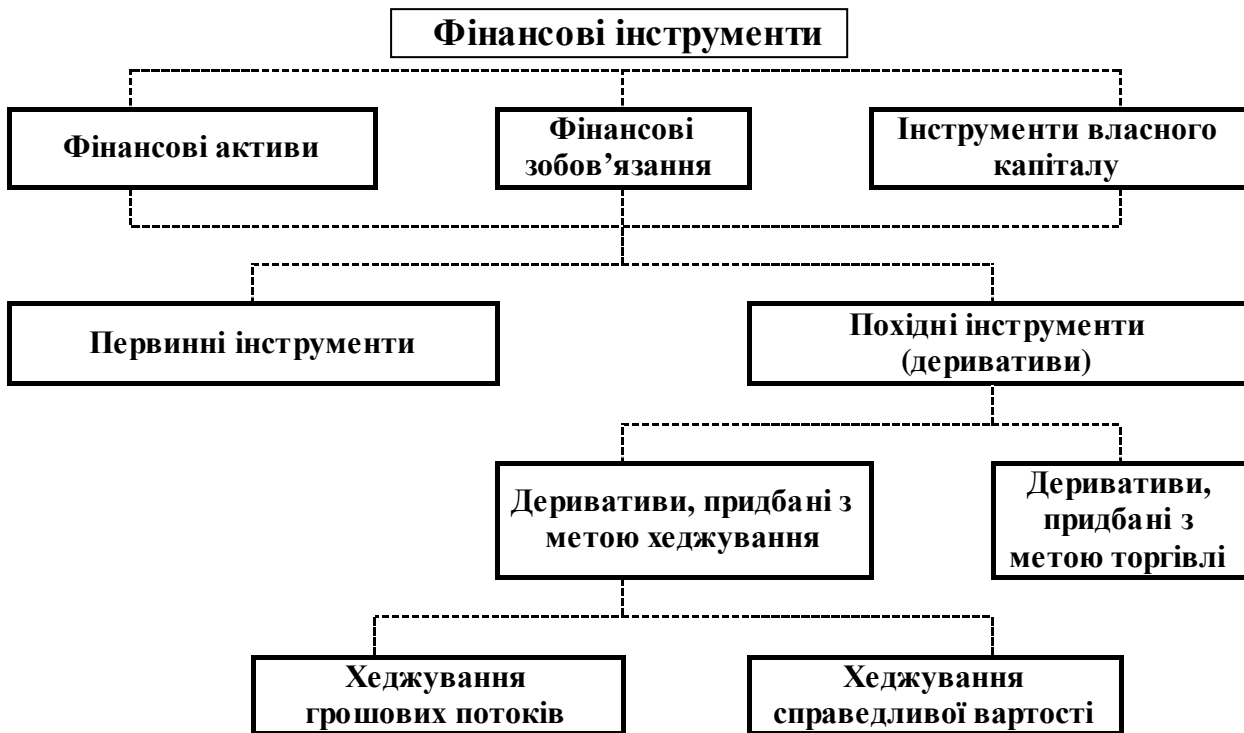 Фінансові інструменти
Фінансові активи
Фінансові
зобов’язання
Інструменти власного
капіталу
Первинні інструменти
Похідні інструменти
(деривативи)
Деривативи, придбані з
метою хеджування
Деривативи,
придбані з
метою торгівлі
Хеджування
грошових потоків
Хеджування
справедливої вартості